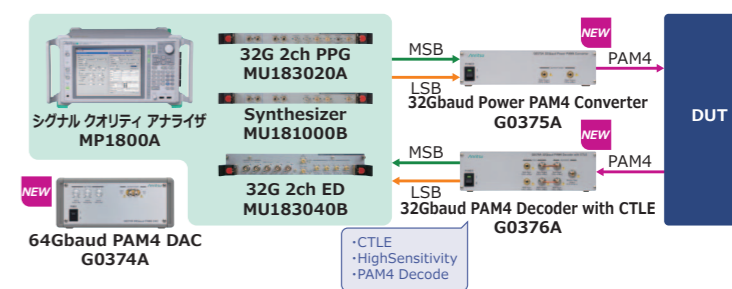 シグナル クオリティ アナライザ
MP1800A
32G 2ch PPG
MU183020A
Synthesizer
MU181000B
32G 2ch ED
MU183040B
NEW
64Gbaud PAM4 DAC
G0374A
MSB
LSB
NEW
PAM4
32Gbaud Power PAM4 Converter
G0375A
MSB
LSB
NEW
PAM4
32Gbaud PAM4 Decoder with CTLE
G0376A
・CTLE
・HighSensitivity
・PAM4 Decode
DUT